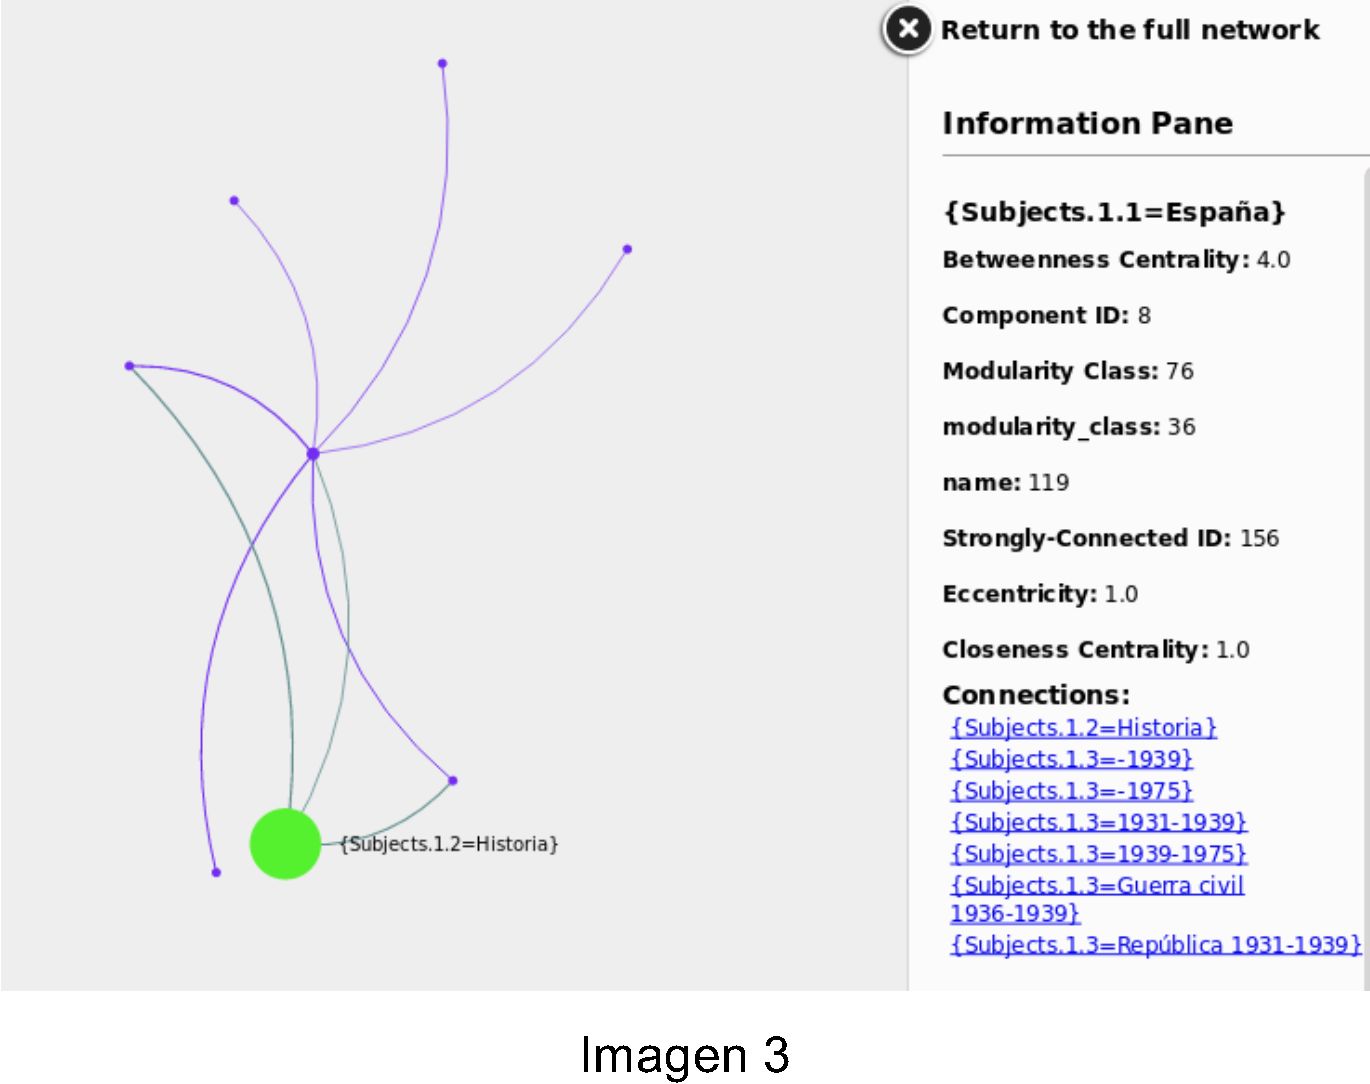 Return to the full network
Information Pane
{Subjects.1.1=España}
Betweenness Centrality: 4.0
Component ID: 8
Modularity Class: 76
modularity_class: 36
name: 119
Strongly-Connected ID: 156
Eccentricity: 1.0
Closeness Centrality: 1.0
Connections:
{Subjects.1.2=Historia}
{Subjects.1.3=-1939}
{Subjects.1.3=-1975}
{Subjects.1.3=1931-1939}
{Subjects.1.3=1939-1975}
{Subjects.1.3=Guerra civil
1936-1939}
{Subjects.1.3=República 1931-1939}
{Subjects.1.2=Historia}
Imagen 3